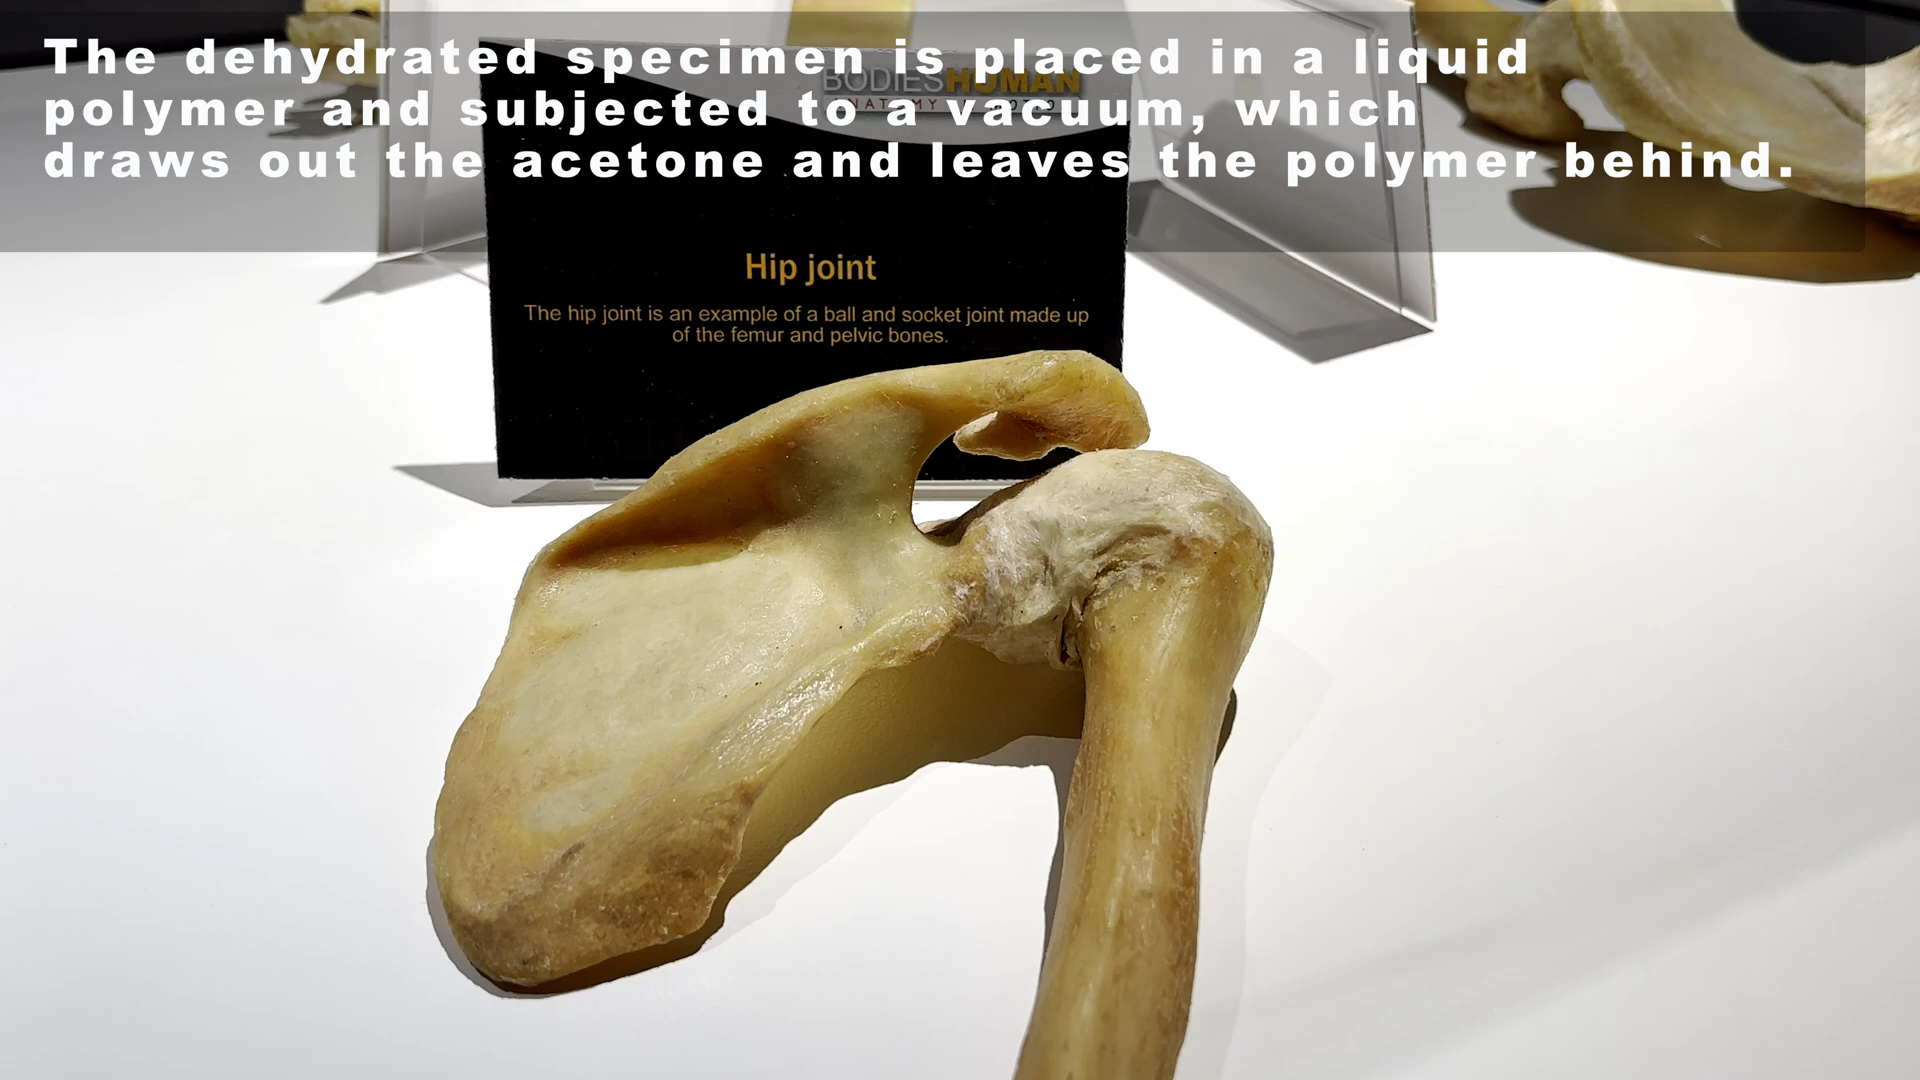 The dehydrated specimen is placed in a liquid
polymer and subjected to a vacuum, which
draws out the acetone and leaves the polymer behind.
BODIESHUMAN
Hip joint
The hip joint is an example of a ball and socket joint made up
of the femur and pelvic bones.